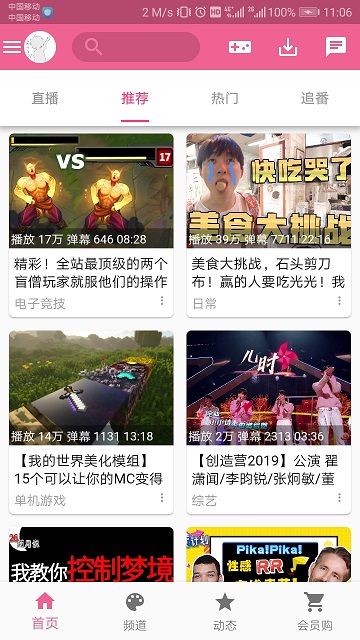 中国移动
中国移动
2 M/s
HD
4G+
2G
100%
11:06
直播
推荐
热门
追番
VS
17
播放 17万 弹幕 646 08:28
精彩！全站最顶级的两个
盲僧玩家就服他们的操作
电子竞技
快吃哭了
美食大挑战
播放 39万 弹幕 7711 22:16
美食大挑战，石头剪刀
布！赢的人要吃光光！我
日常
播放 14万 弹幕 1131 13:18
【我的世界美化模组】
15个可以让你的MC变得
单机游戏
儿时
播放 2万 弹幕 2313 03:36
【创造营2019】公演 翟
潇闻/李昀锐/张炯敏/董
综艺
我教你控制梦境
Pika!Pika!
性感
首页
频道
动态
会员购